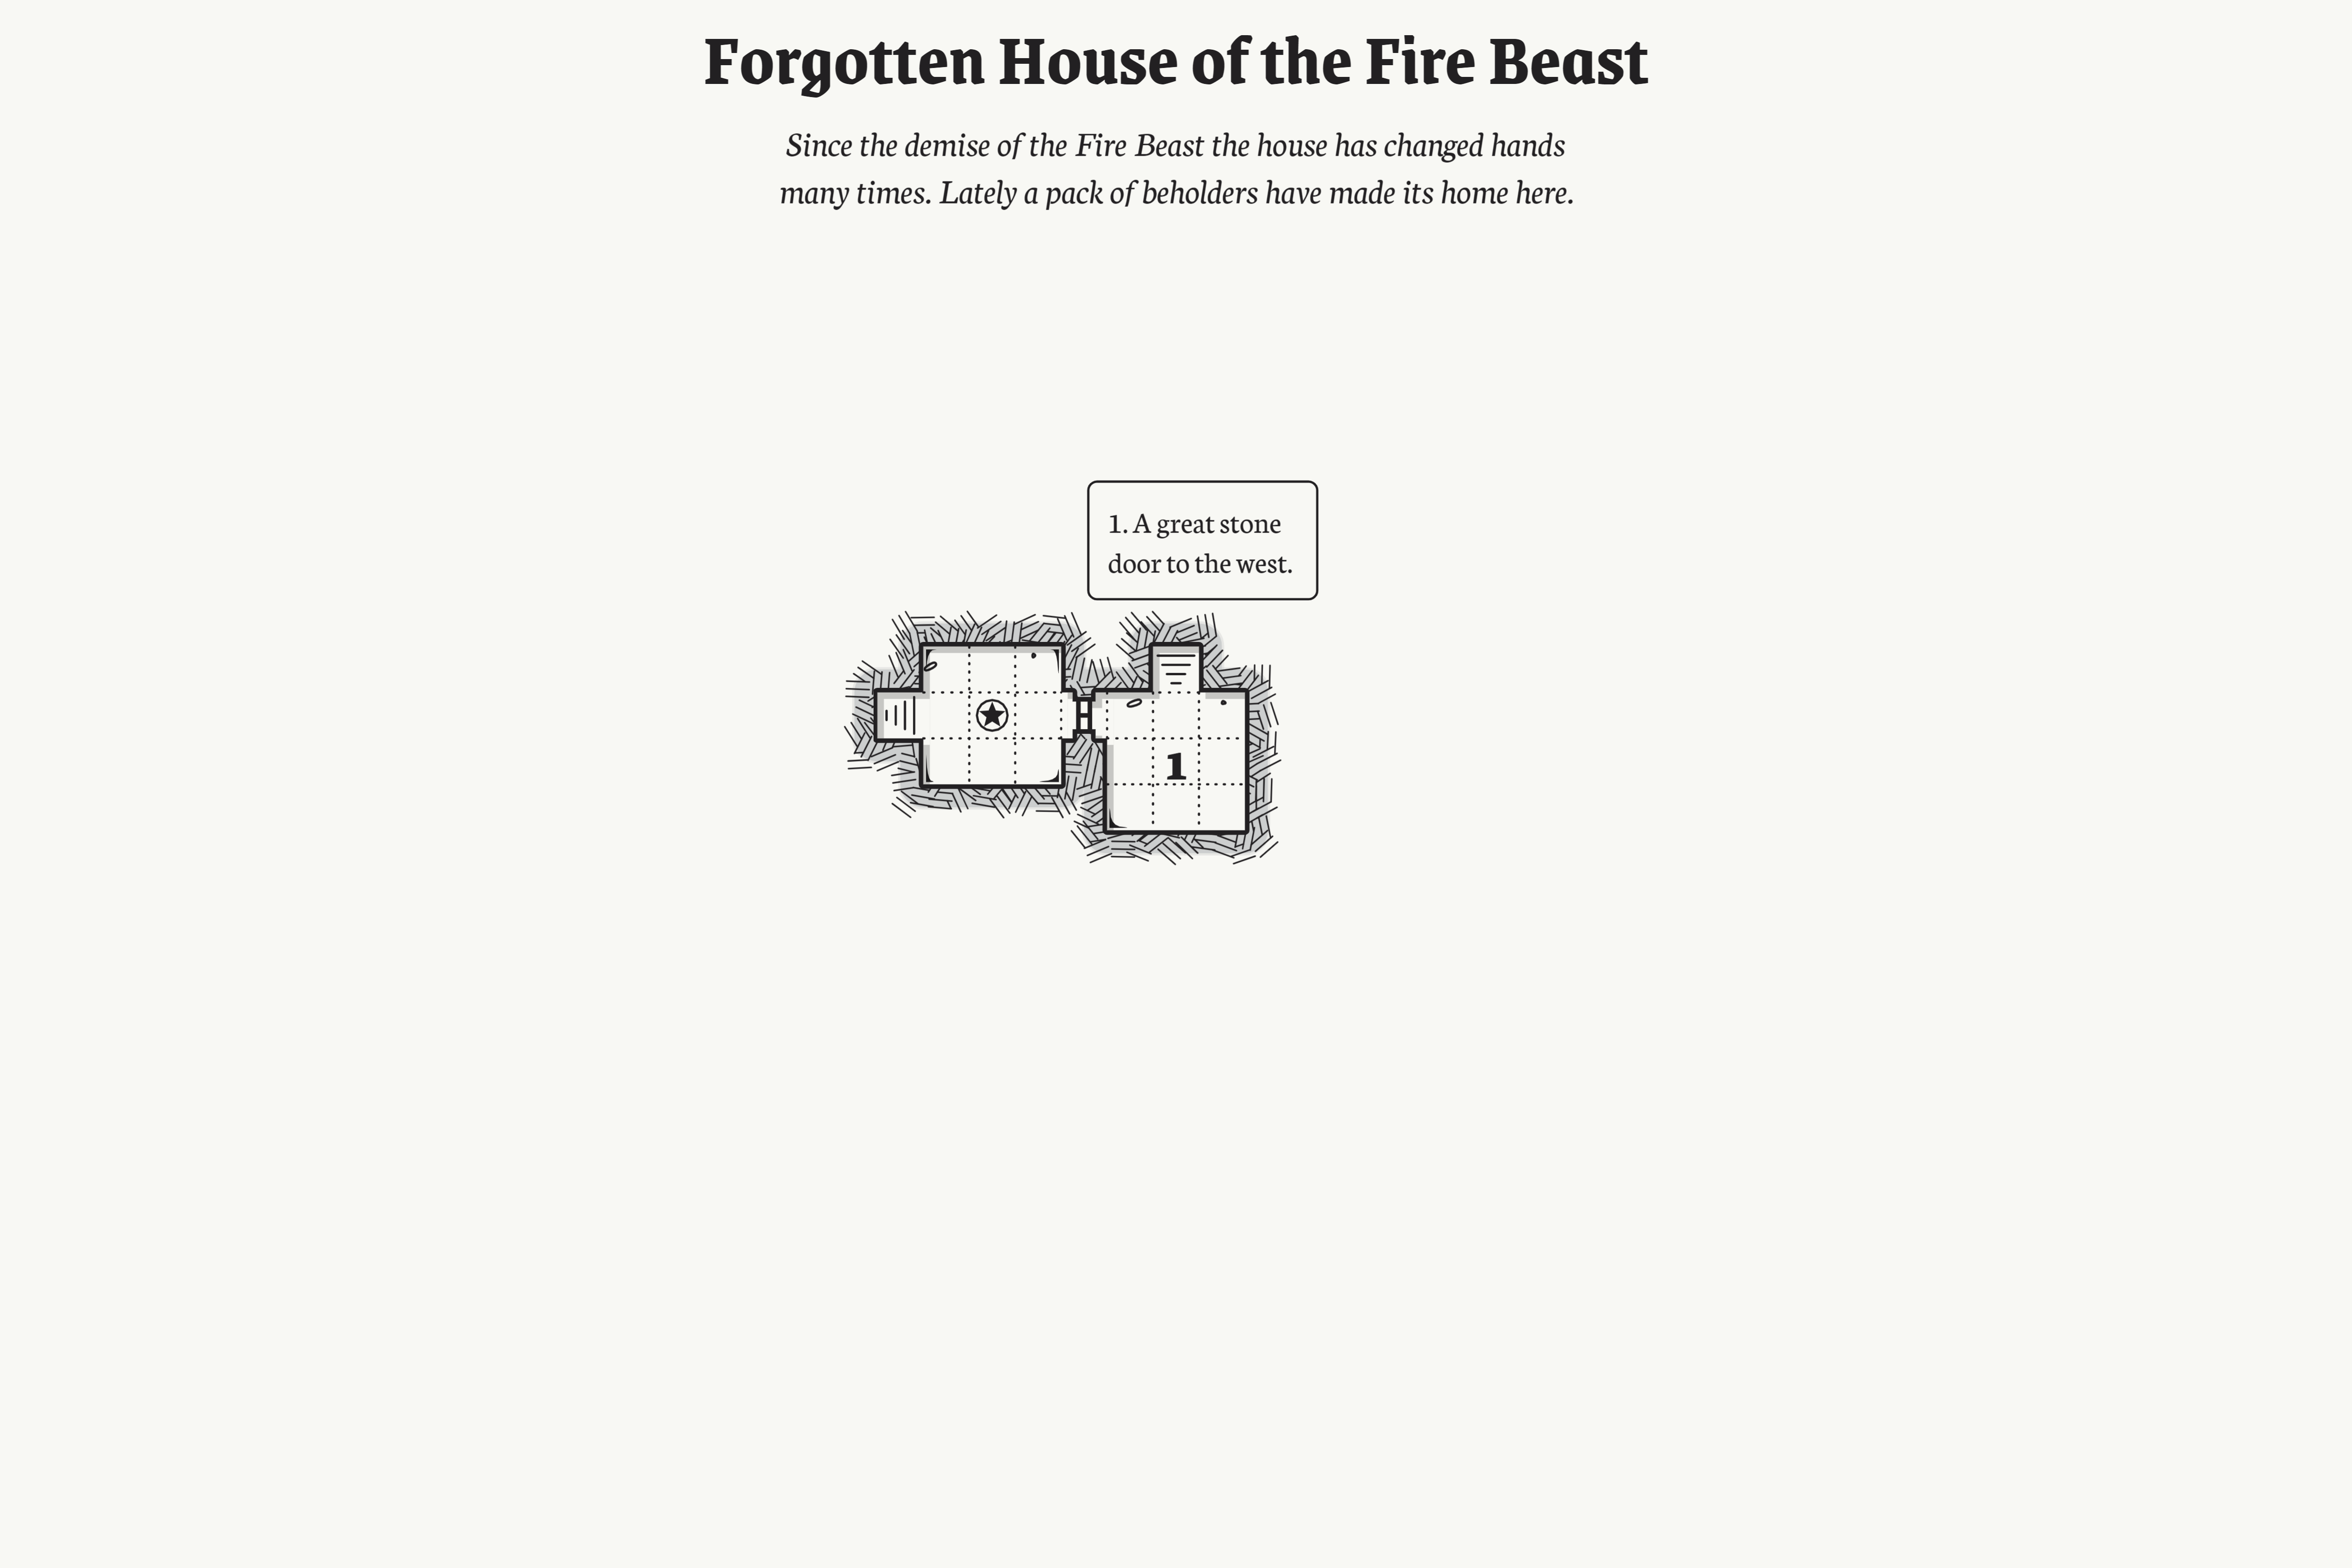 Forgotten House of the Fire Beast
Since the demise of the Fire Beast the house has changed hands
many times. Lately a pack of beholders have made its home here.
1. A great stone
door to the west.
1